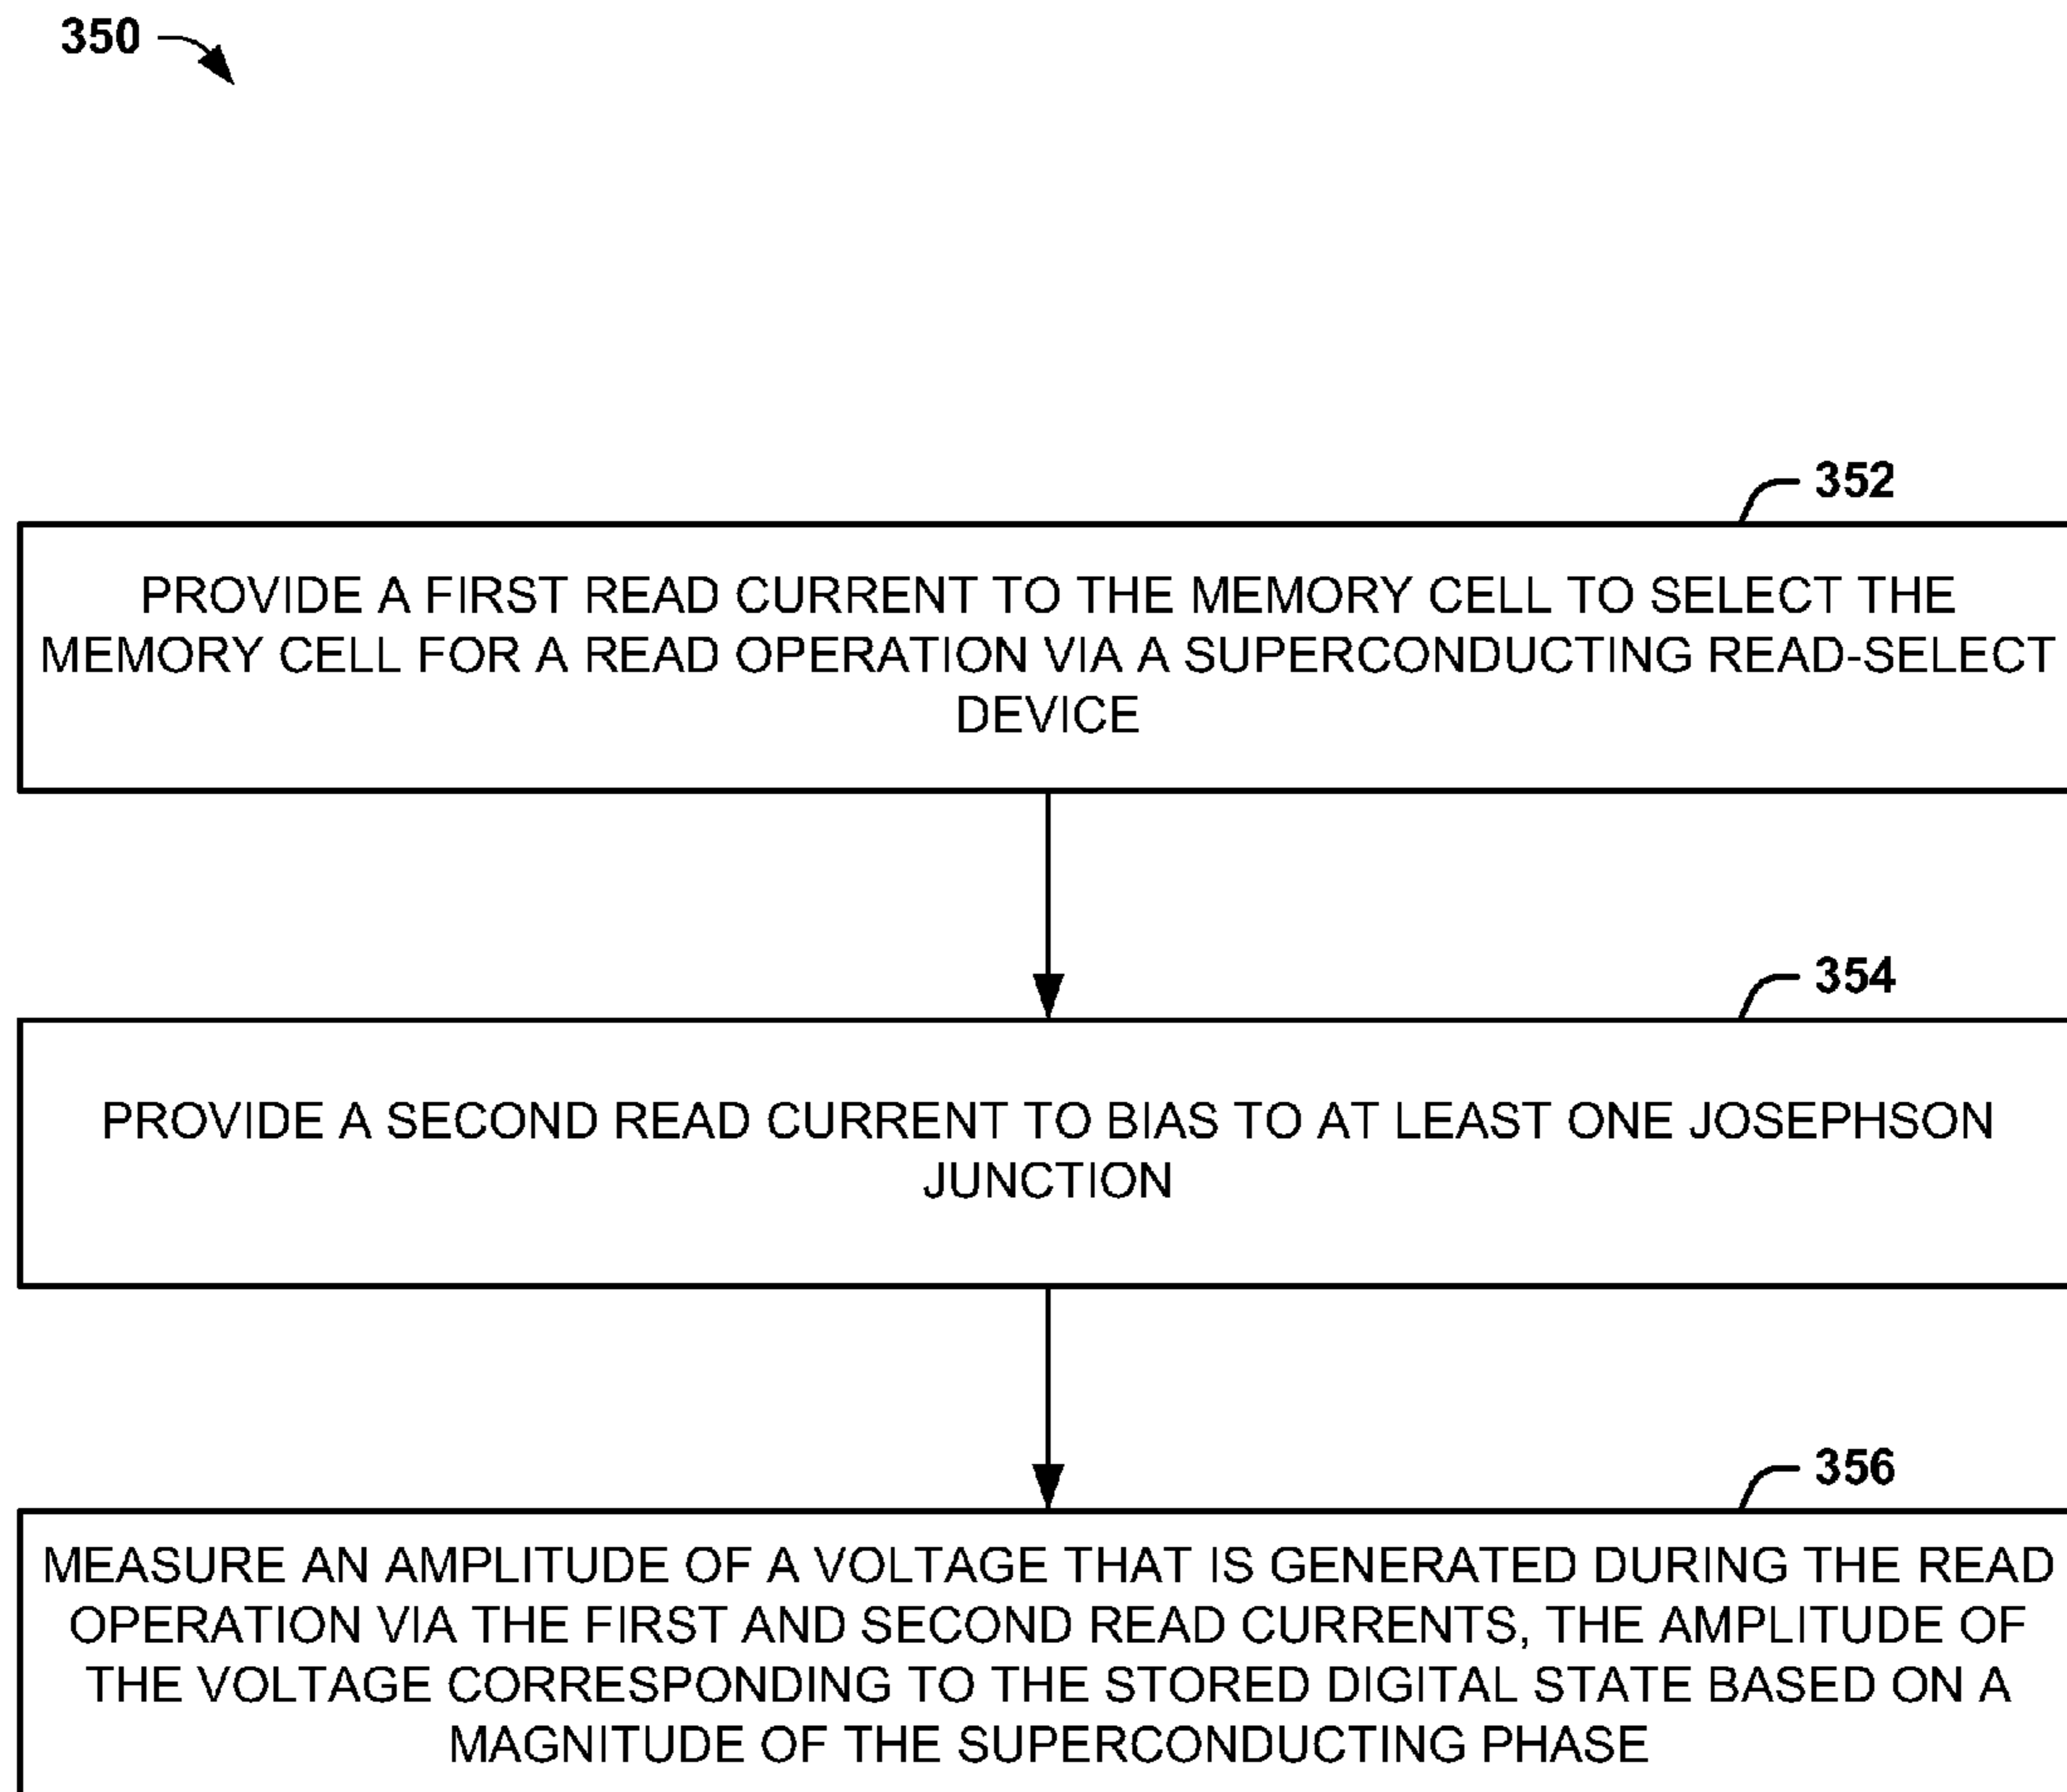 350
352
PROVIDE A FIRST READ CURRENT TO THE MEMORY CELL TO SELECT THE
MEMORY CELL FOR A READ OPERATION VIA A SUPERCONDUCTING READ-SELECT
DEVICE
354
PROVIDE A SECOND READ CURRENT TO BIAS TO AT LEAST ONE JOSEPHSON
JUNCTION
356
MEASURE AN AMPLITUDE OF A VOLTAGE THAT IS GENERATED DURING THE READ
OPERATION VIA THE FIRST AND SECOND READ CURRENTS, THE AMPLITUDE OF
THE VOLTAGE CORRESPONDING TO THE STORED DIGITAL STATE BASED ON A
MAGNITUDE OF THE SUPERCONDUCTING PHASE